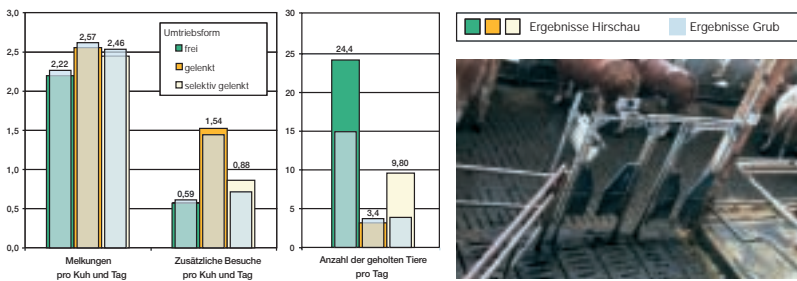 3,0
2,5
2,0
1,5
1,0
0,5
0,0
2,22
2,57
2,46
0,59
1,54
0,88
Umtriebsform
frei
gelenkt
selektiv gelenkt
Melkungen
pro Kuh und Tag
Zusätzliche Besuche
pro Kuh und Tag
30
25
20
15
10
5
0
24,4
3,4
9,80
Anzahl der geholten Tiere
pro Tag
Ergebnisse Hirschau
Ergebnisse Grub